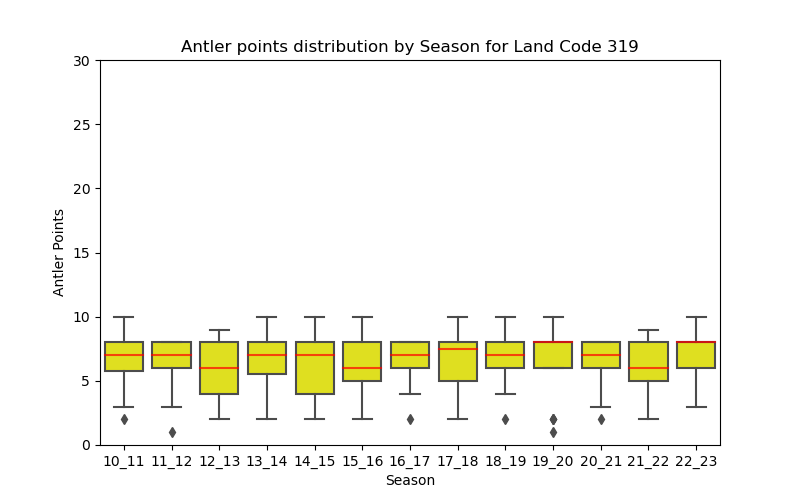 Antler points distribution by Season for Land Code 319
30
25
20
15
10
5
0
Antler Points
10_11 11_12 12_13 13_14 14_15 15_16 16_17 17_18 18_19 19_20 20_21 21_22 22_23
Season